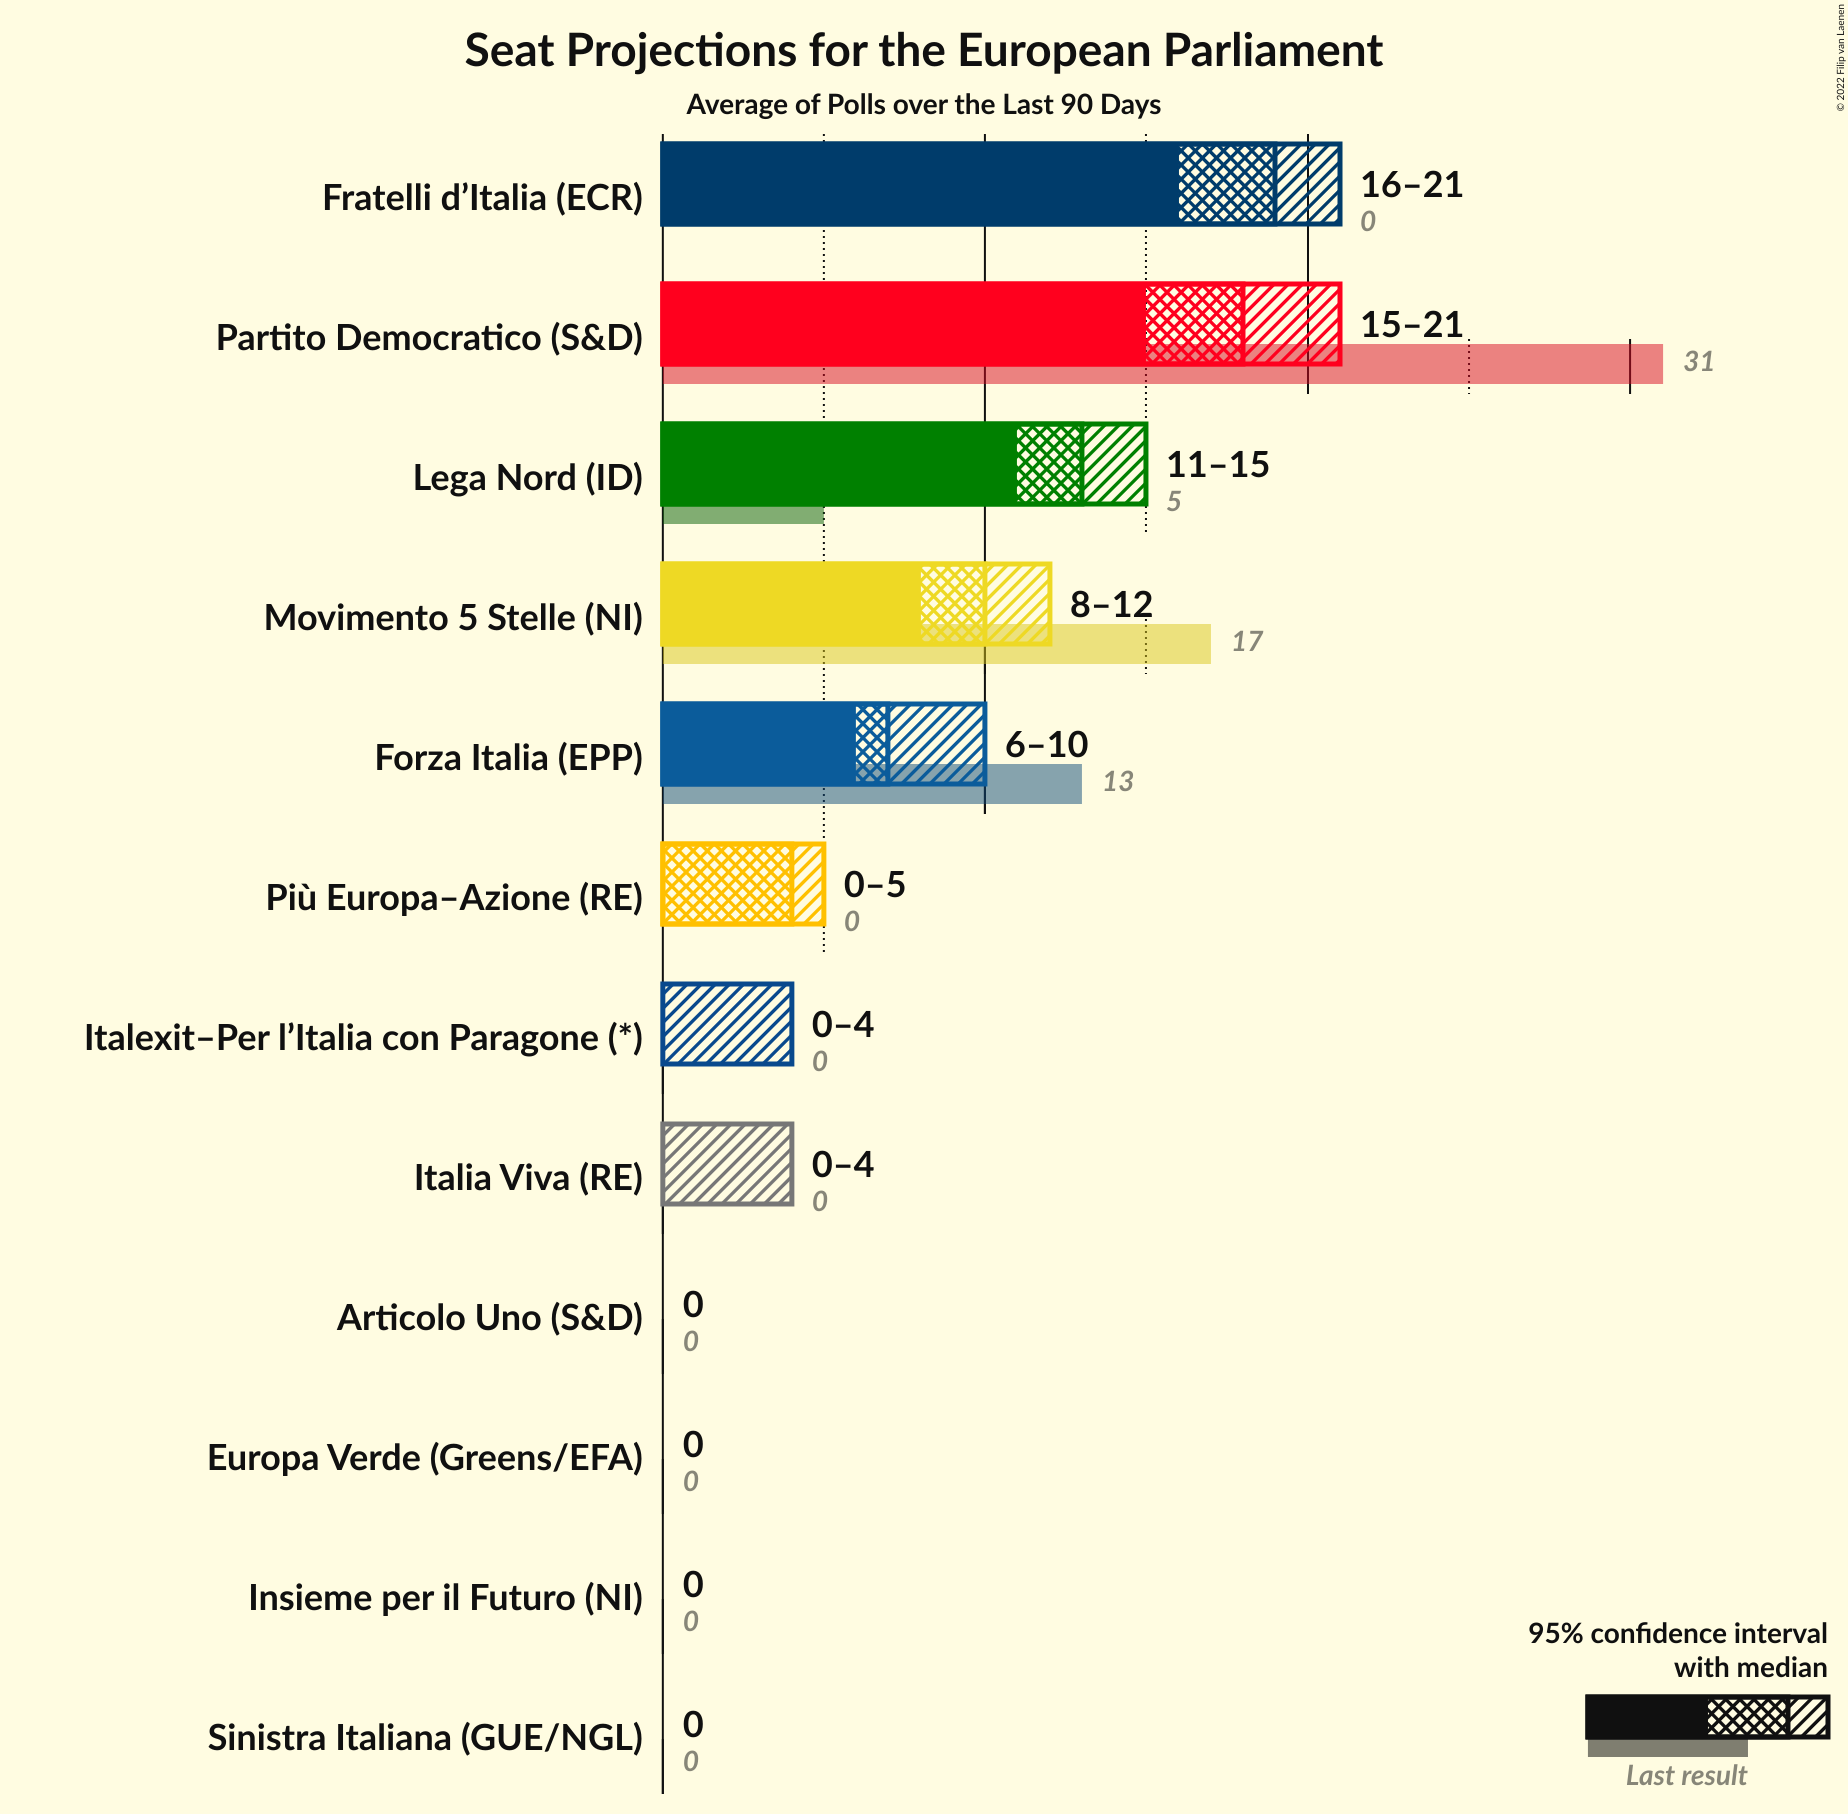 Seat Projections for the European Parliament
Average of Polls over the Last 90 Days
© 2022 Filip van Laenen
Fratelli d’Italia (ECR)
16–21
0
Partito Democratico (S&D)
15–21
31
Lega Nord (ID)
11–15
5
Movimento 5 Stelle (NI)
8–12
17
Forza Italia (EPP)
6–10
13
Più Europa–Azione (RE)
0–5
0
Italexit–Per l’Italia con Paragone (*)
0–4
0
Italia Viva (RE)
0–4
0
Articolo Uno (S&D)
0
0
Europa Verde (Greens/EFA)
0
0
Insieme per il Futuro (NI)
0
0
Sinistra Italiana (GUE/NGL)
0
0
95% confidence interval
with median
Last result